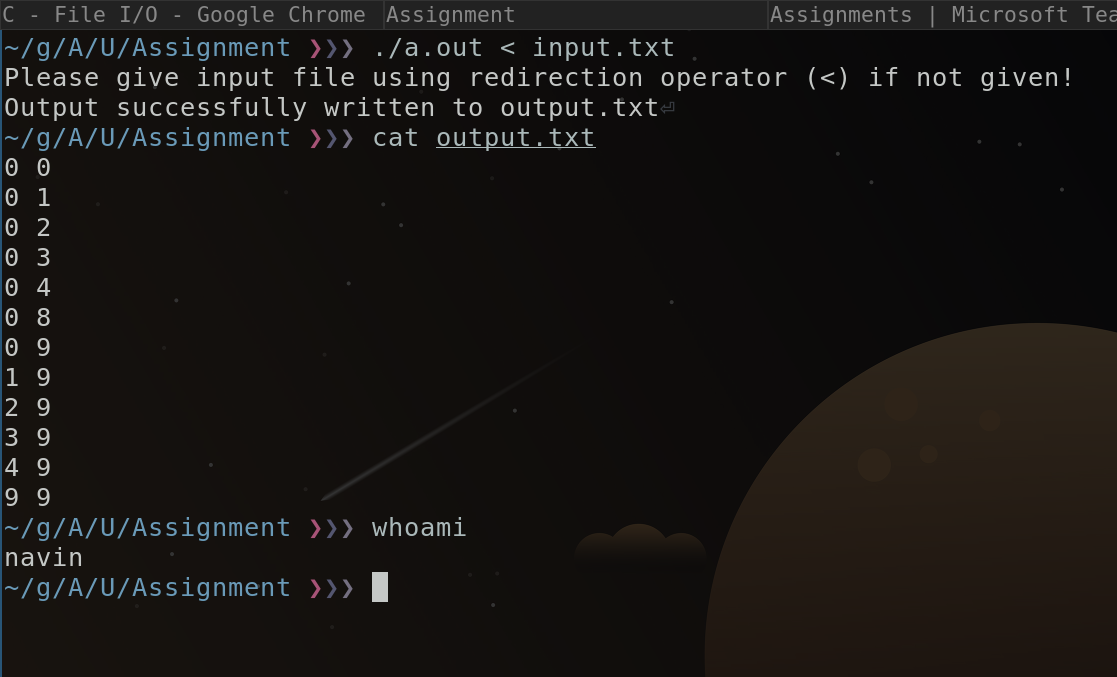 C - File I/O - Google Chrome Assignment Assignments | Microsoft Tea
~/g/A/U/Assignment ❯❯❯ ./a.out < input.txt
Please give input file using redirection operator (<) if not given!
Output successfully written to output.txt⏎
~/g/A/U/Assignment ❯❯❯ cat output.txt
0 0
0 1
0 2
0 3
0 4
0 8
0 9
1 9
2 9
3 9
4 9
9 9
~/g/A/U/Assignment ❯❯❯ whoami
navin
~/g/A/U/Assignment ❯❯❯